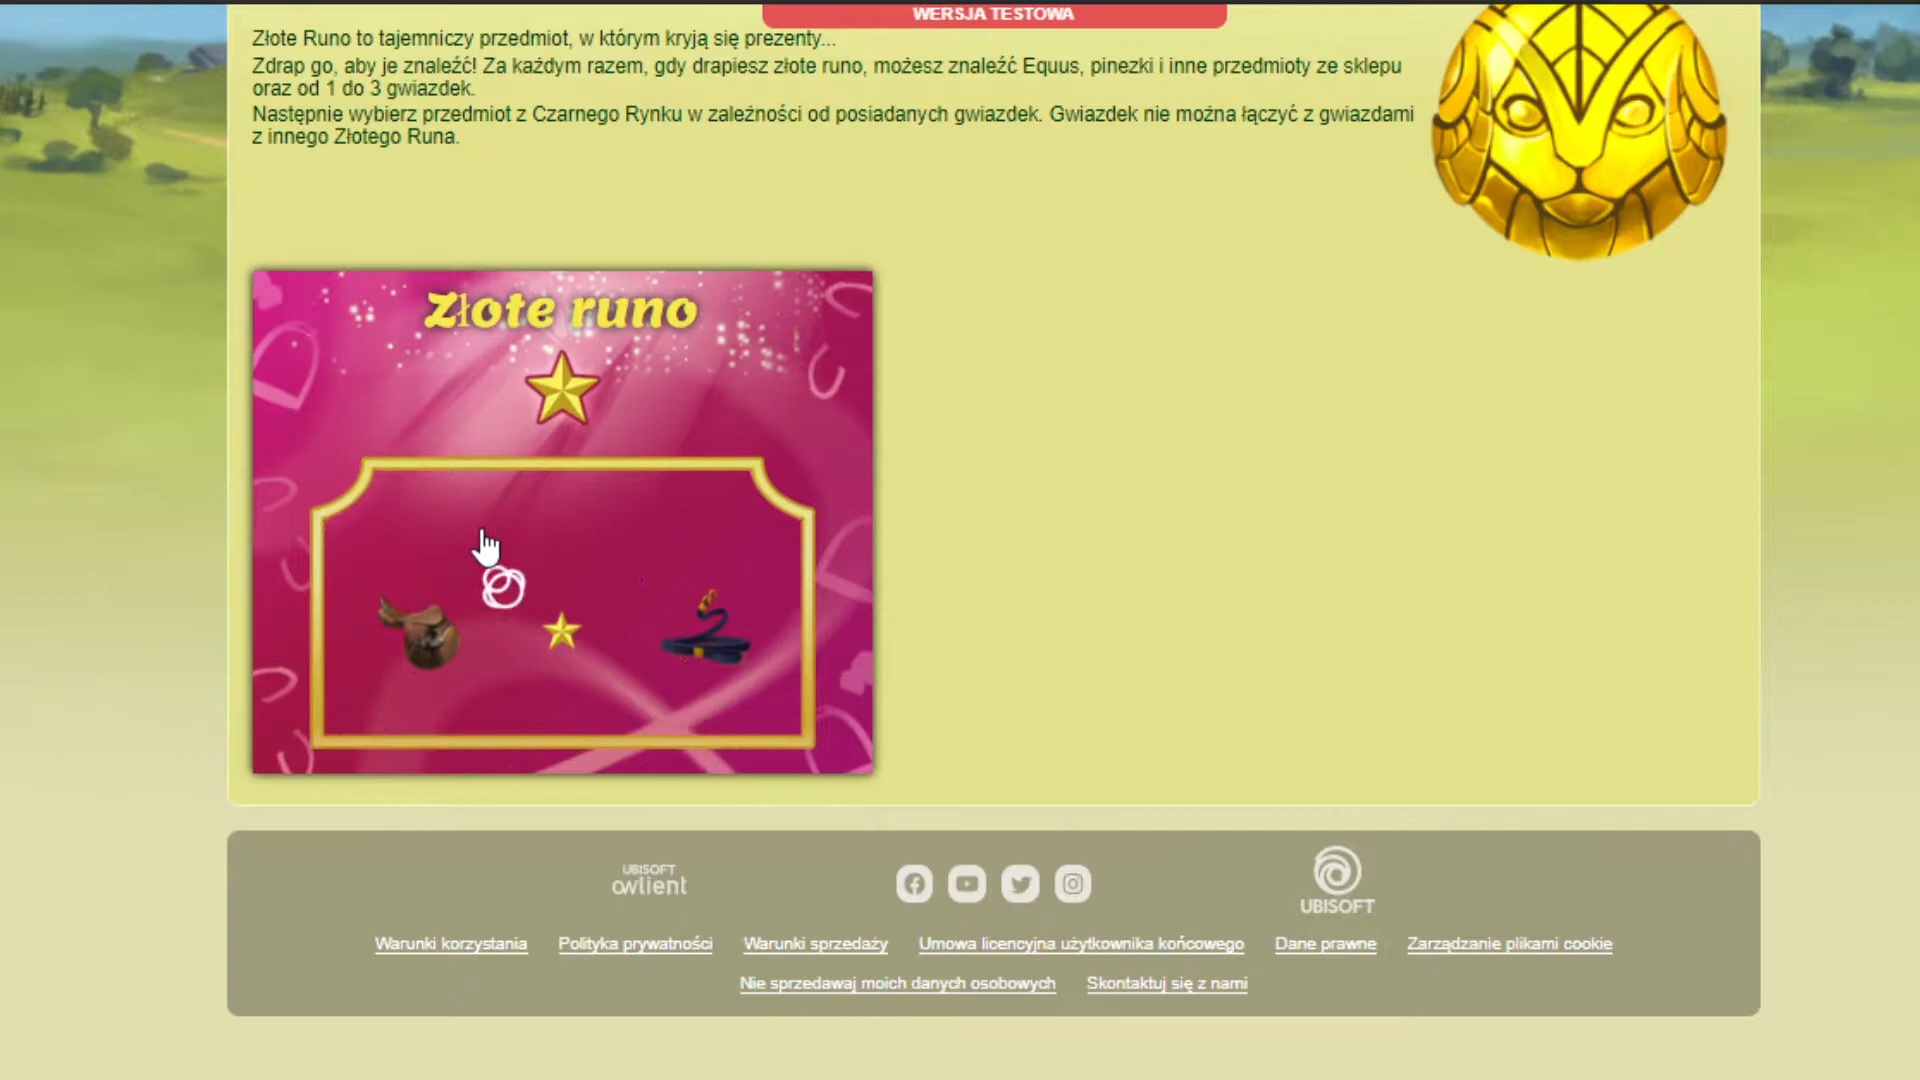 WERSJA TESTOWA
Złote Runo to tajemniczy przedmiot, w którym kryją się prezenty...
Zdrap go, aby je znaleźć! Za każdym razem, gdy drapiesz złote runo, możesz znaleźć Equus, pinezki i inne przedmioty ze sklepu
oraz od 1 do 3 gwiazdek.
Następnie wybierz przedmiot z Czarnego Rynku w zależności od posiadanych gwiazdek. Gwiazdek nie można łączyć z gwiazdami
z innego Złotego Runa.
Złote runo
UBISOFT
owlient
UBISOFT
Warunki korzystania Polityka prywatności Warunki sprzedaży Umowa licencyjna użytkownika końcowego Dane prawne Zarządzanie plikami cookie
Nie sprzedawaj moich danych osobowych Skontaktuj się z nami